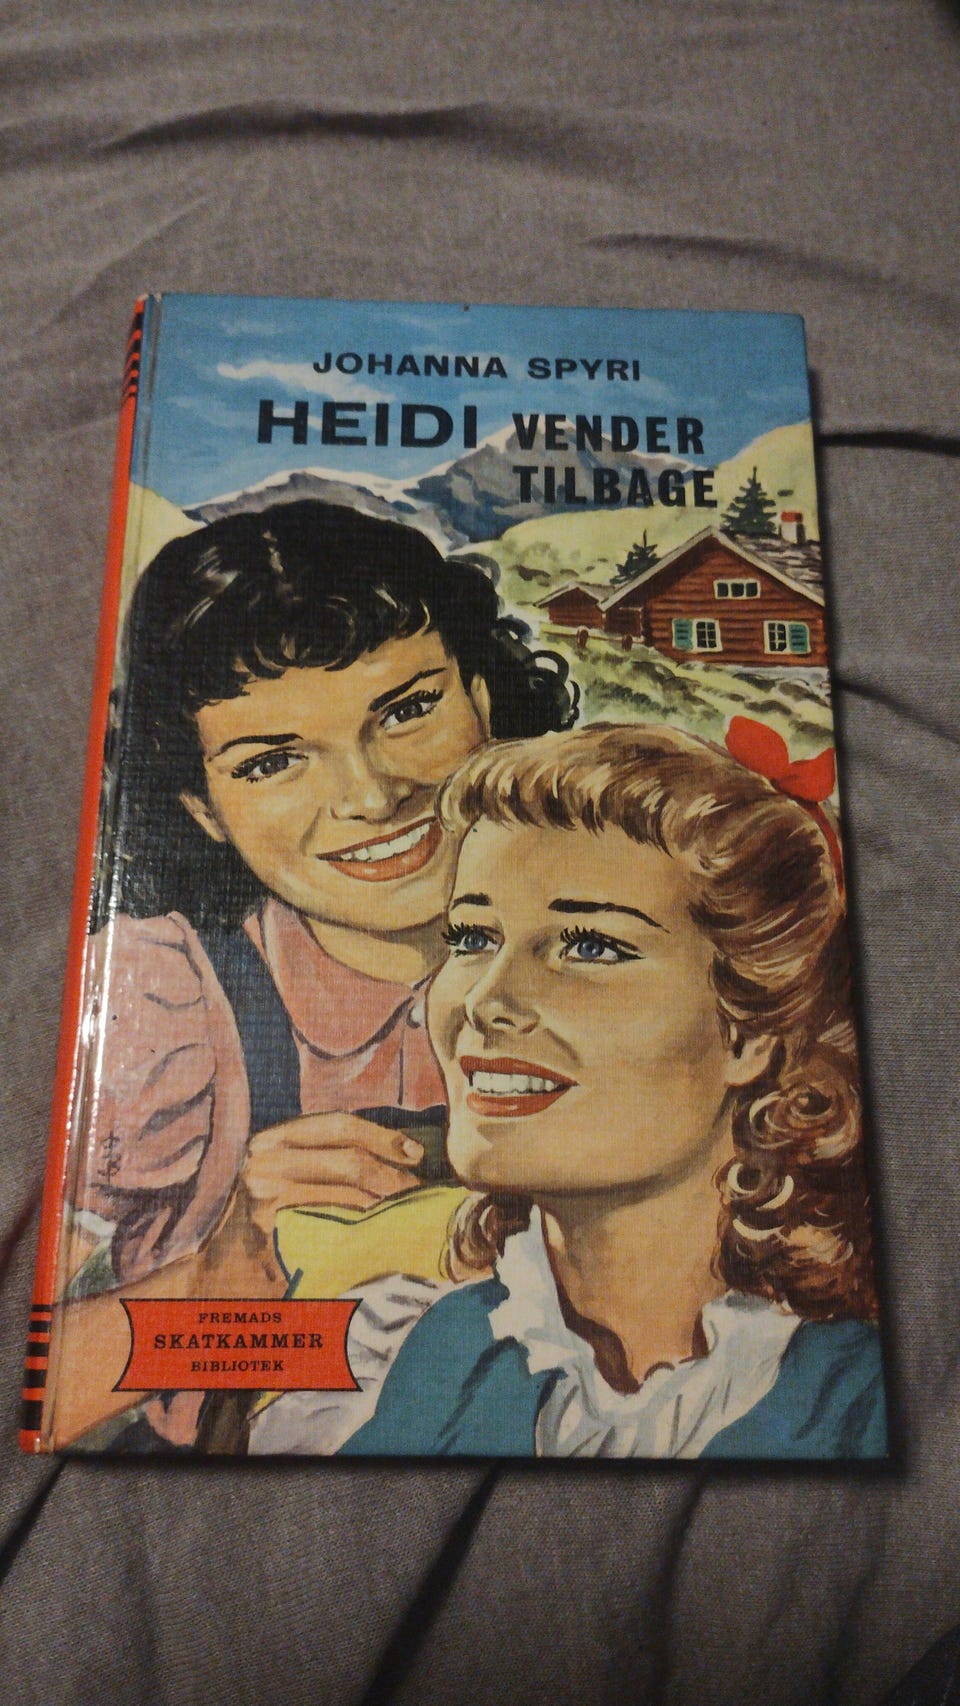 JOHANNA SPYRI
HEIDI VENDER
TILBAGE
FREMADS
SKATKAMMER
BIBLIOTEK